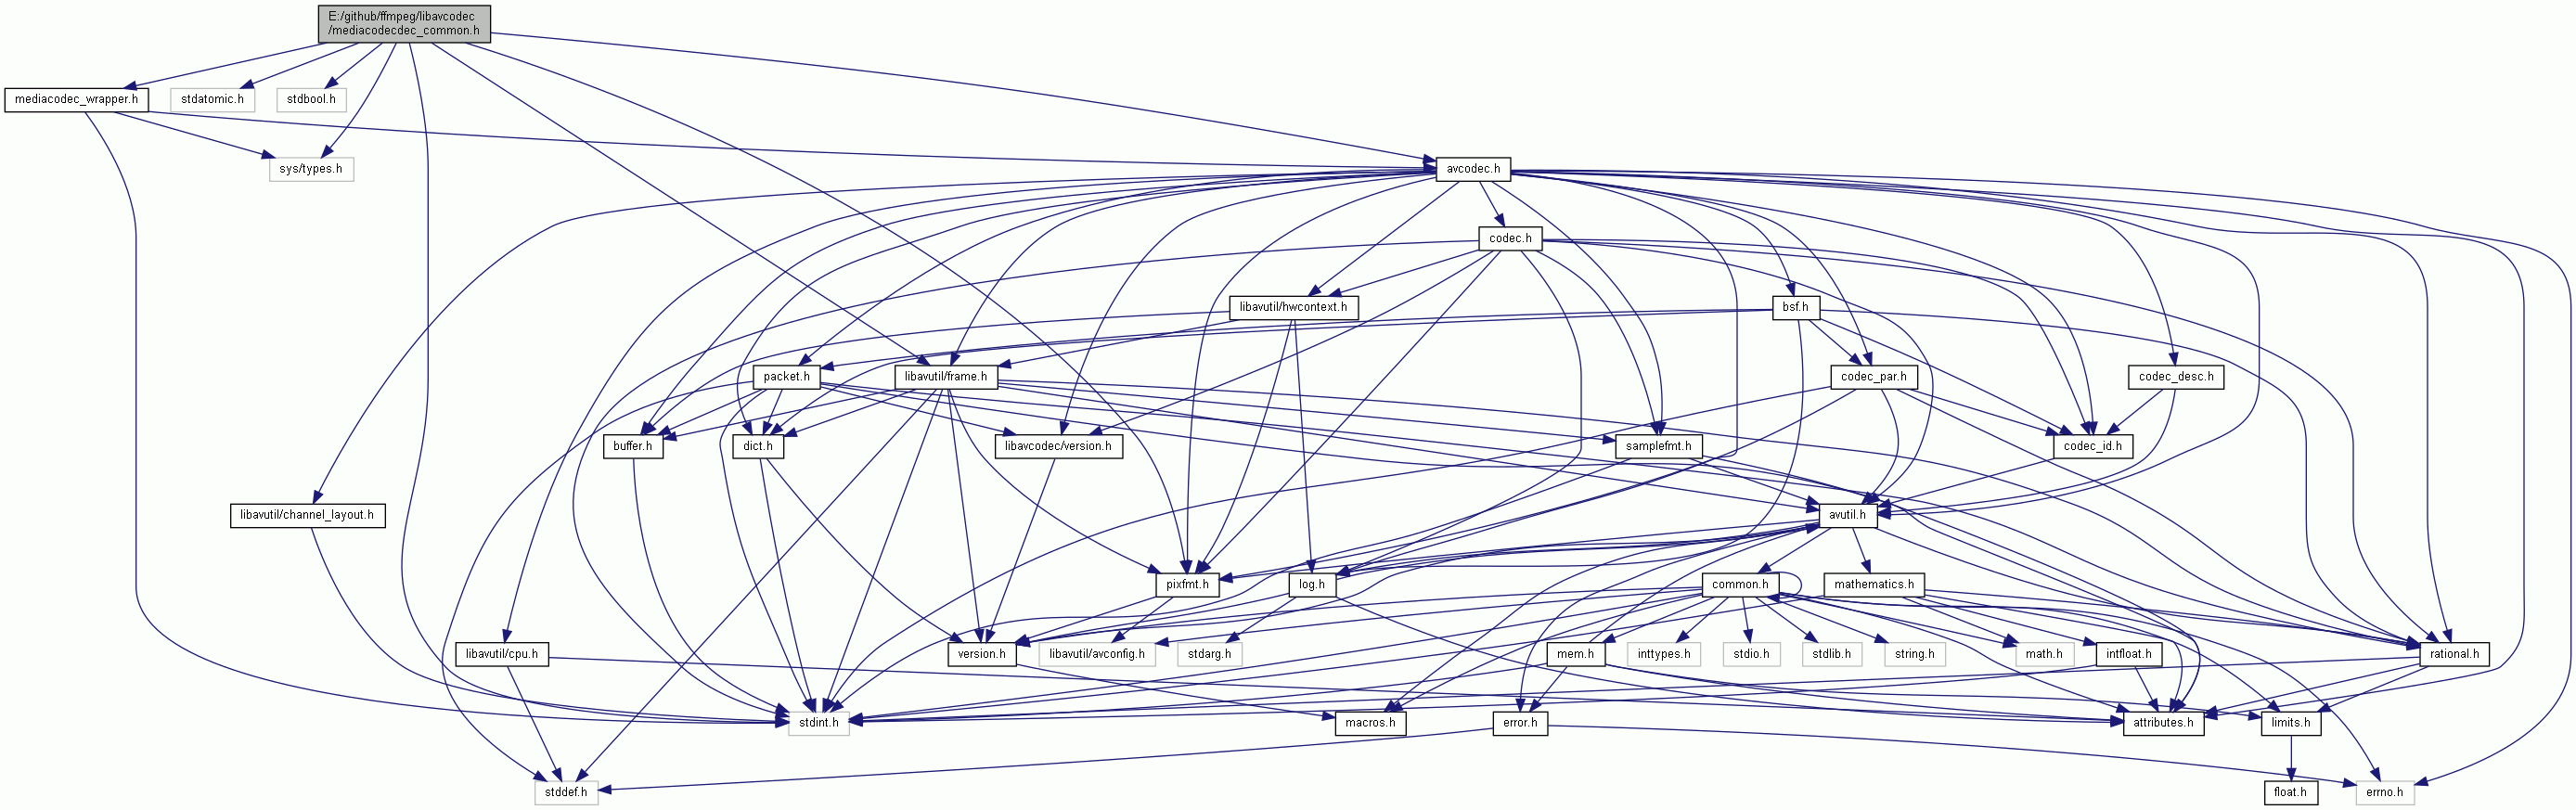 E:/github/ffmpeg/libavcodec
/mediacodecdec_common.h
mediacodec_wrapper.h
stdatomic.h
stdbool.h
sys/types.h
avcodec.h
codec.h
libavutil/hwcontext.h
bsf.h
packet.h
libavutil/frame.h
codec_par.h
codec_desc.h
buffer.h
dict.h
libavcodec/version.h
samplefmt.h
codec_id.h
libavutil/channel_layout.h
avutil.h
pixfmt.h
log.h
common.h
mathematics.h
libavutil/cpu.h
version.h
libavutil/avconfig.h
stdarg.h
mem.h
inttypes.h
stdio.h
stdlib.h
string.h
math.h
intfloat.h
rational.h
stdint.h
macros.h
error.h
attributes.h
limits.h
stddef.h
float.h
errno.h